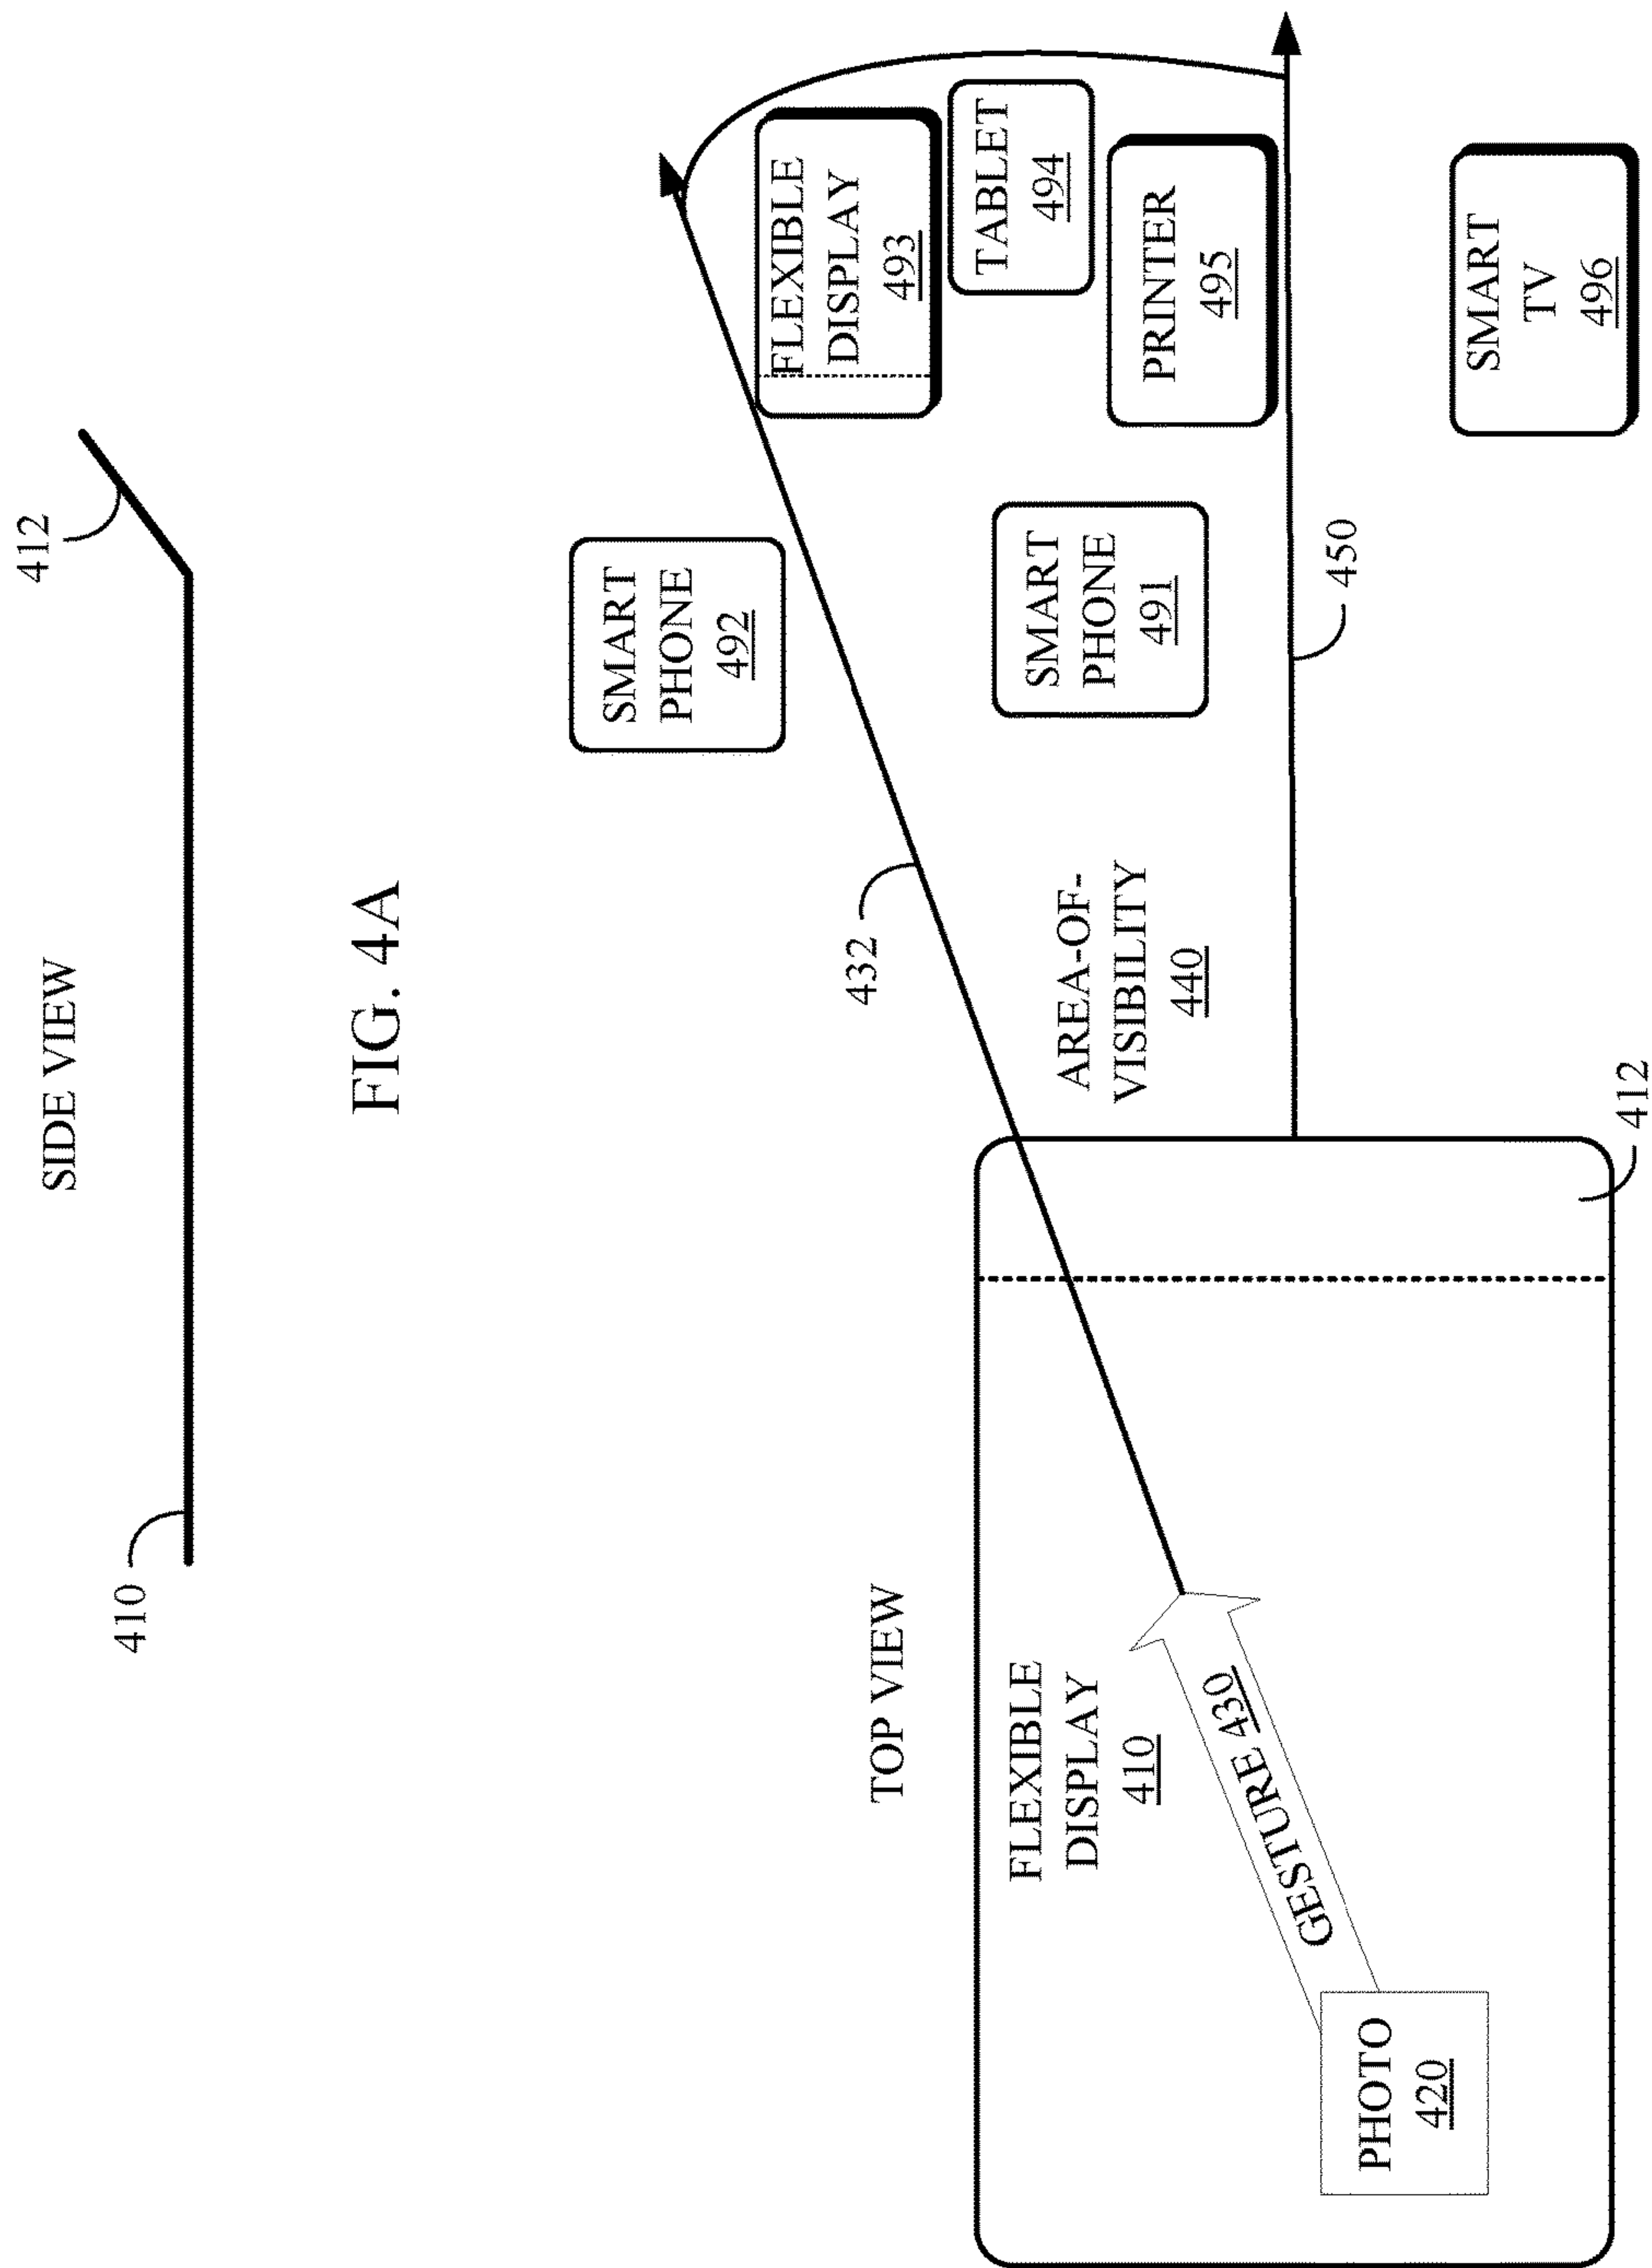 SIDE VIEW
410
412
FIG. 4A
TOP VIEW
FLEXIBLE
DISPLAY
410
PHOTO
420
GESTURE 430
412
432
AREA-OF-
VISIBILITY
440
450
SMART
PHONE
492
SMART
PHONE
491
FLEXIBLE
DISPLAY
493
TABLET
494
PRINTER
495
SMART
TV
496